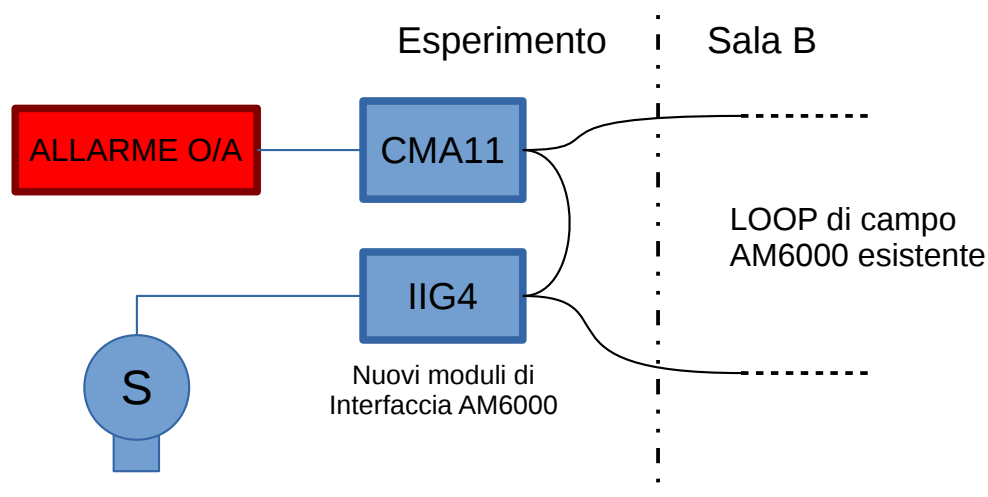 Esperimento
Sala B
ALLARME O/A
CMA11
LOOP di campo
AM6000 esistente
IIG4
Nuovi moduli di
Interfaccia AM6000
S